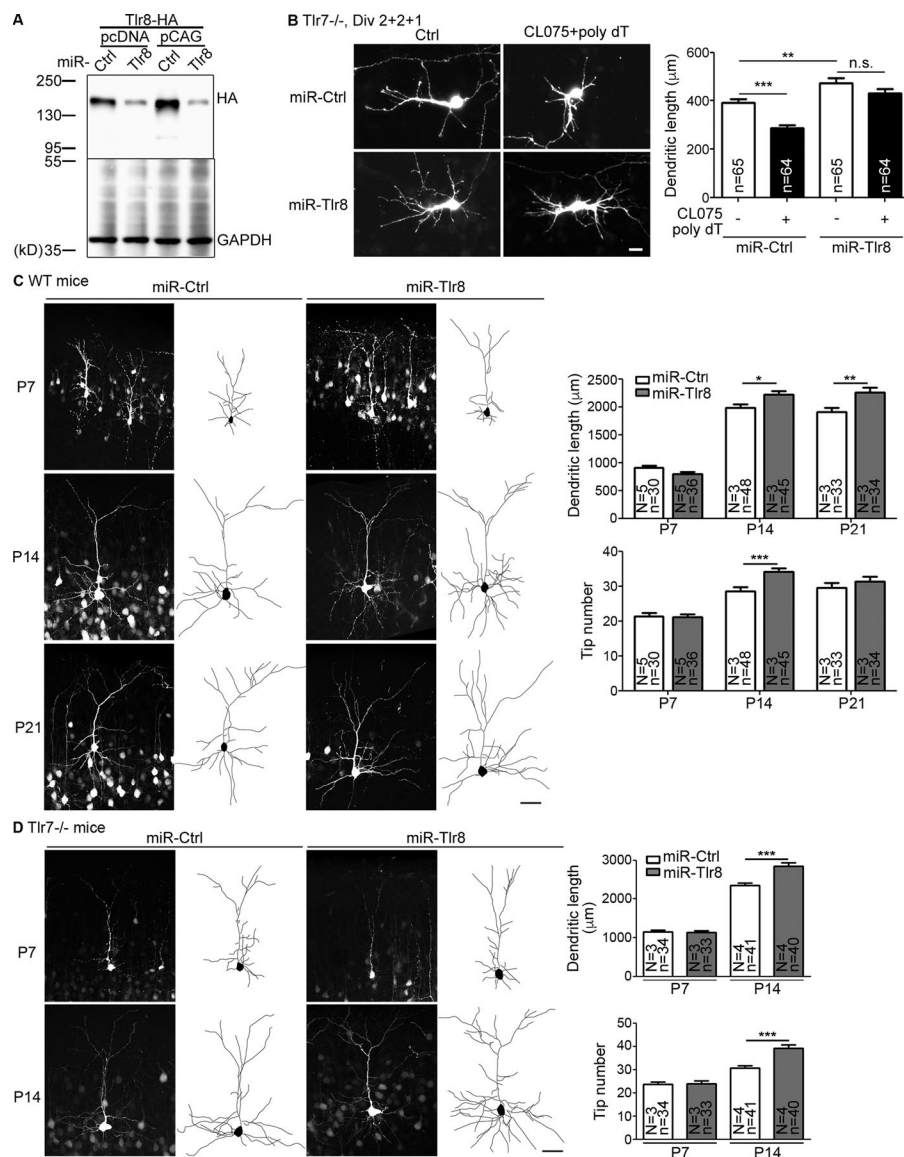 A
Tlr8-HA
pcDNA pCAG
miR- Ctrl Tlr8 Ctrl Tlr8
250
130
95
55
(kD)35
HA
GAPDH
B Tlr7-/-, Div 2+2+1
Ctrl CL075+poly dT
miR-Ctrl
miR-Tlr8
Dendritic length (μm)
600
400
200
0
*** ** n.s.
n=65 n=64 n=65 n=64
CL075 - + - +
poly dT
miR-Ctrl miR-Tlr8
C WT mice
miR-Ctrl miR-Tlr8
P7
P14
P21
Dendritic length (μm)
2500
2000
1500
1000
500
0
miR-Ctrl
miR-Tlr8
* **
N=5 N=5 N=3 N=3 N=3 N=3
n=30 n=36 n=48 n=45 n=33 n=34
P7 P14 P21
Tip number
40
30
20
10
0
***
N=5 N=5 N=3 N=3 N=3 N=3
n=30 n=36 n=48 n=45 n=33 n=34
P7 P14 P21
D Tlr7-/- mice
miR-Ctrl miR-Tlr8
P7
P14
Dendritic length
(μm)
3000
2000
1000
0
miR-Ctrl
miR-Tlr8
***
N=3 N=3 N=4 N=4
n=34 n=33 n=41 n=40
P7 P14
Tip number
50
40
30
20
10
0
***
N=3 N=3 N=4 N=4
n=34 n=33 n=41 n=40
P7 P14